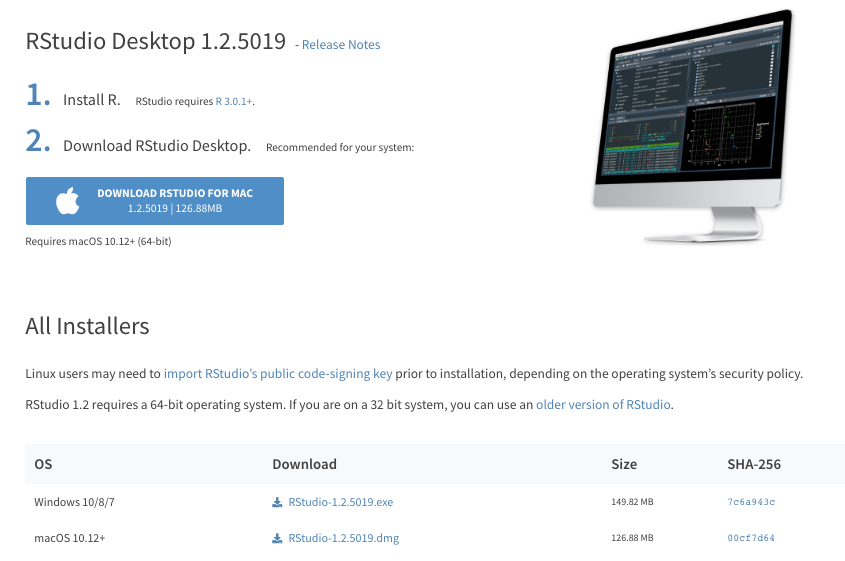 RStudio Desktop 1.2.5019 - Release Notes
1. Install R. RStudio requires R 3.0.1+.
2. Download RStudio Desktop. Recommended for your system:
DOWNLOAD RSTUDIO FOR MAC
1.2.5019 | 126.88MB
Requires macOS 10.12+ (64-bit)
All Installers
Linux users may need to import RStudio's public code-signing key prior to installation, depending on the operating system's security policy.
RStudio 1.2 requires a 64-bit operating system. If you are on a 32 bit system, you can use an older version of RStudio.
OS Download Size SHA-256
Windows 10/8/7 RStudio-1.2.5019.exe 149.82 MB 7c6a943c
macOS 10.12+ RStudio-1.2.5019.dmg 126.88 MB 00cf7d64